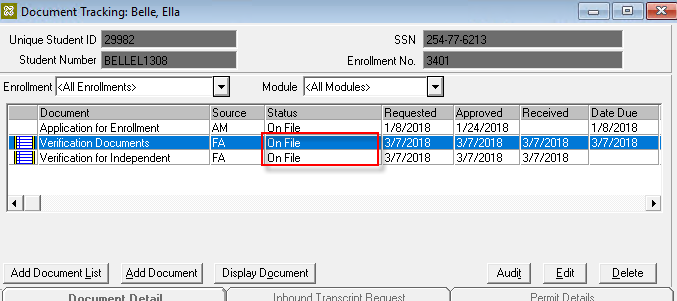 Document Tracking: Belle, Ella
Unique Student ID 29982 SSN 254-77-6213
Student Number BELLEL1308 Enrollment No. 3401
Enrollment <All Enrollments> Module <All Modules>
Document Source Status Requested Approved Received Date Due
Application for Enrollment AM On File 1/8/2018 1/24/2018 1/8/2018
Verification Documents FA On File 3/7/2018 3/7/2018 3/7/2018 3/7/2018
Verification for Independent FA On File 3/7/2018 3/7/2018 3/7/2018
Add Document List Add Document Display Document Audit Edit Delete
Document Detail Inbound Transcript Request Permit Details